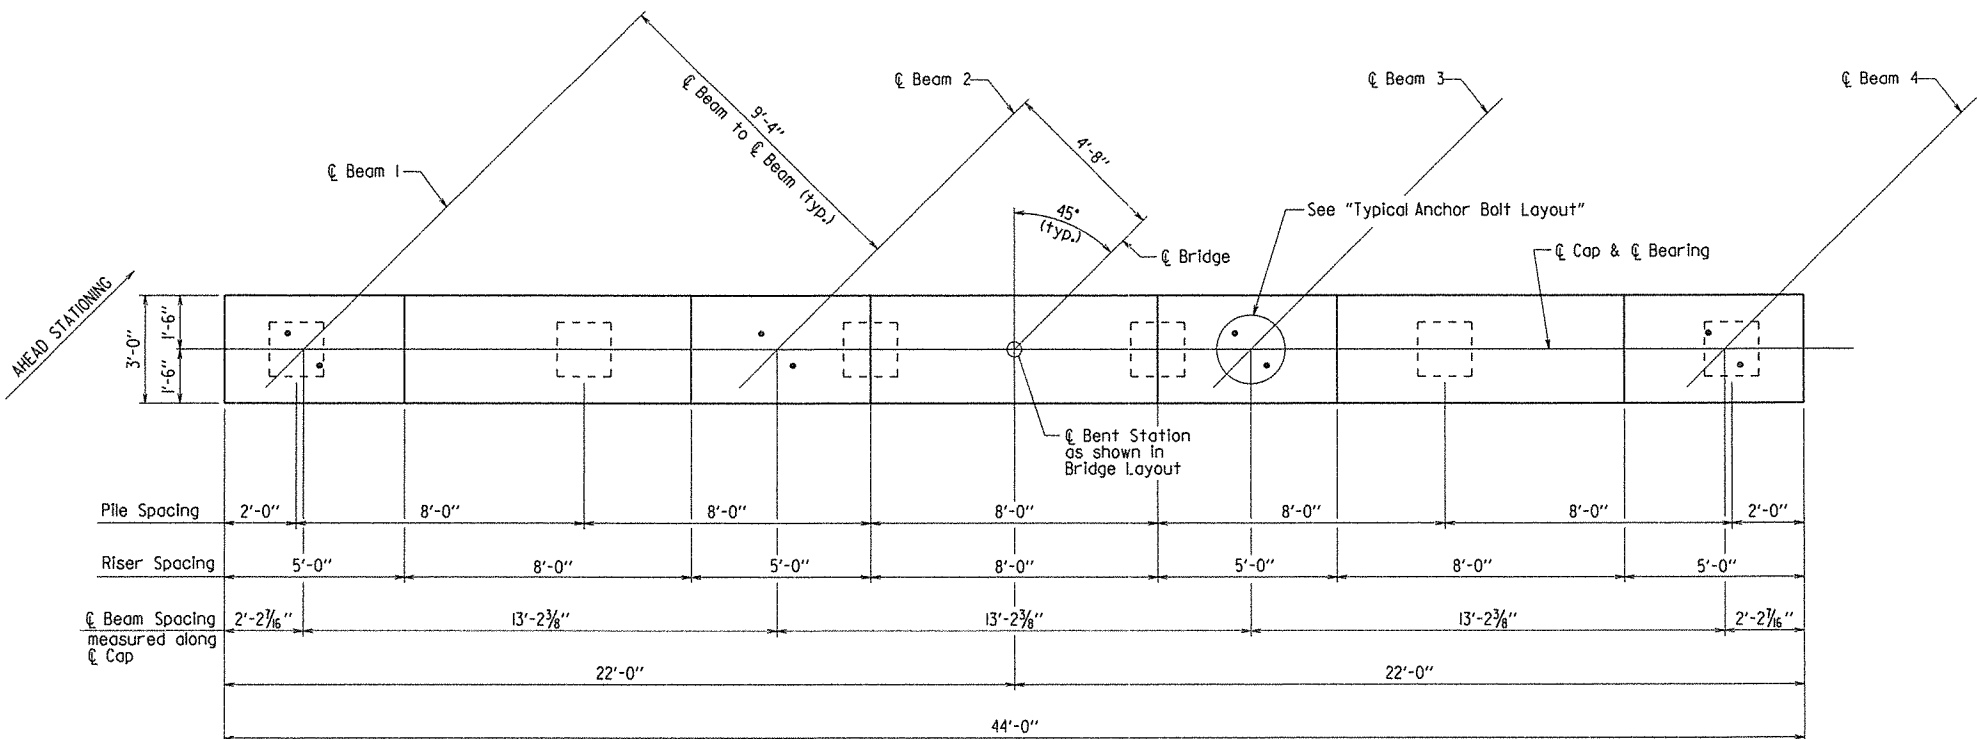 ℄ Beam 1
℄ Beam 2
℄ Beam 3
℄ Beam 4
9'-4"
℄ Beam to ℄ Beam (typ.)
4'-8"
45°
(typ.)
℄ Bridge
See "Typical Anchor Bolt Layout"
℄ Cap & ℄ Bearing
AHEAD STATIONING
3'-0"
1'-6"
1'-6"
℄ Bent Station
as shown in
Bridge Layout
Pile Spacing
2'-0" 8'-0" 8'-0" 8'-0" 8'-0" 8'-0" 2'-0"
Riser Spacing
5'-0" 8'-0" 5'-0" 8'-0" 5'-0" 8'-0" 5'-0"
℄ Beam Spacing
measured along
℄ Cap
2'-2 7/16" 13'-2 3/8" 13'-2 3/8" 13'-2 3/8" 2'-2 7/16"
22'-0" 22'-0"
44'-0"